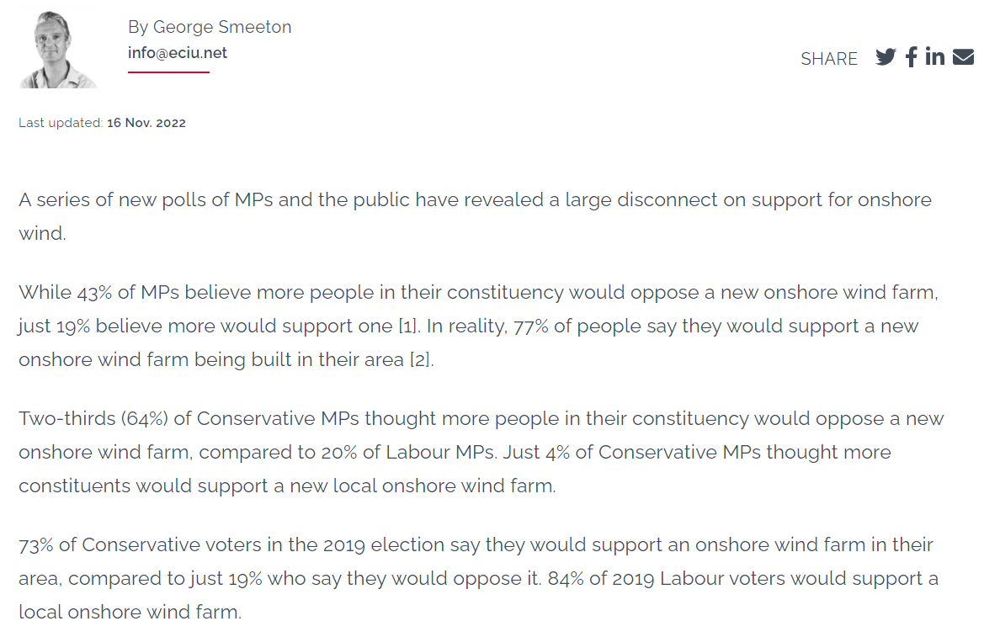 By George Smeeton
info@eciu.net
SHARE
Last updated: 16 Nov. 2022
A series of new polls of MPs and the public have revealed a large disconnect on support for onshore
wind.
While 43% of MPs believe more people in their constituency would oppose a new onshore wind farm,
just 19% believe more would support one [1]. In reality, 77% of people say they would support a new
onshore wind farm being built in their area [2].
Two-thirds (64%) of Conservative MPs thought more people in their constituency would oppose a new
onshore wind farm, compared to 20% of Labour MPs. Just 4% of Conservative MPs thought more
constituents would support a new local onshore wind farm.
73% of Conservative voters in the 2019 election say they would support an onshore wind farm in their
area, compared to just 19% who say they would oppose it. 84% of 2019 Labour voters would support a
local onshore wind farm.